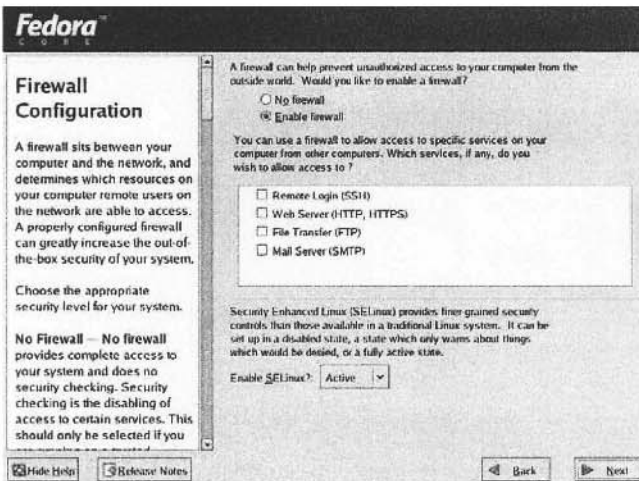 Fedora™
CORE
Firewall
Configuration
A firewall sits between your
computer and the network, and
determines which resources on
your computer remote users on
the network are able to access.
A properly configured firewall
can greatly increase the out-of-
the-box security of your system.
Choose the appropriate
security level for your system.
No Firewall — No firewall
provides complete access to
your system and does no
security checking. Security
checking is the disabling of
access to certain services. This
should only be selected if you
A firewall can help prevent unauthorized access to your computer from the
outside world. Would you like to enable a firewall?
No firewall
Enable firewall
You can use a firewall to allow access to specific services on your
computer from other computers. Which services, if any, do you
wish to allow access to ?
Remote Login (SSH)
Web Server (HTTP, HTTPS)
File Transfer (FTP)
Mail Server (SMTP)
Security Enhanced Linux (SELinux) provides finer-grained security
controls than those available in a traditional Linux system. It can be
set up in a disabled state, a state which only warns about things
which would be denied, or a fully active state.
Enable SELinux?: Active
Hide Help Release Notes Back Next